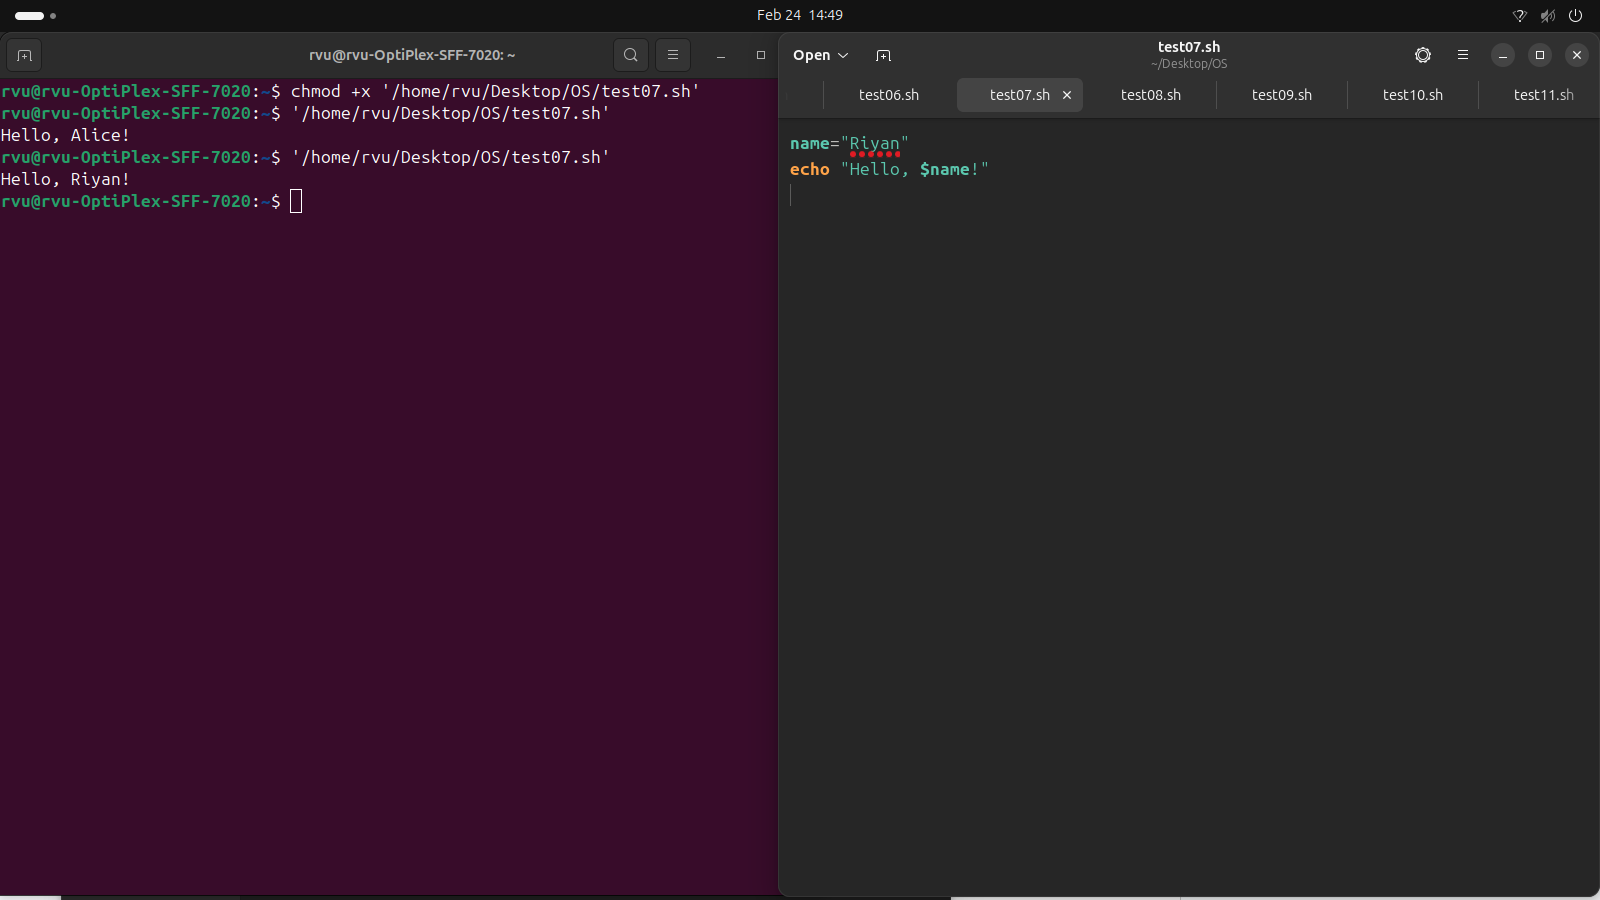 Feb 24 14:49
rvu@rvu-OptiPlex-SFF-7020: ~
rvu@rvu-OptiPlex-SFF-7020:~$ chmod +x '/home/rvu/Desktop/OS/test07.sh'
rvu@rvu-OptiPlex-SFF-7020:~$ '/home/rvu/Desktop/OS/test07.sh'
Hello, Alice!
rvu@rvu-OptiPlex-SFF-7020:~$ '/home/rvu/Desktop/OS/test07.sh'
Hello, Riyan!
rvu@rvu-OptiPlex-SFF-7020:~$
Open
test07.sh
~/Desktop/OS
test06.sh test07.sh test08.sh test09.sh test10.sh test11.sh
name="Riyan"
echo "Hello, $name!"